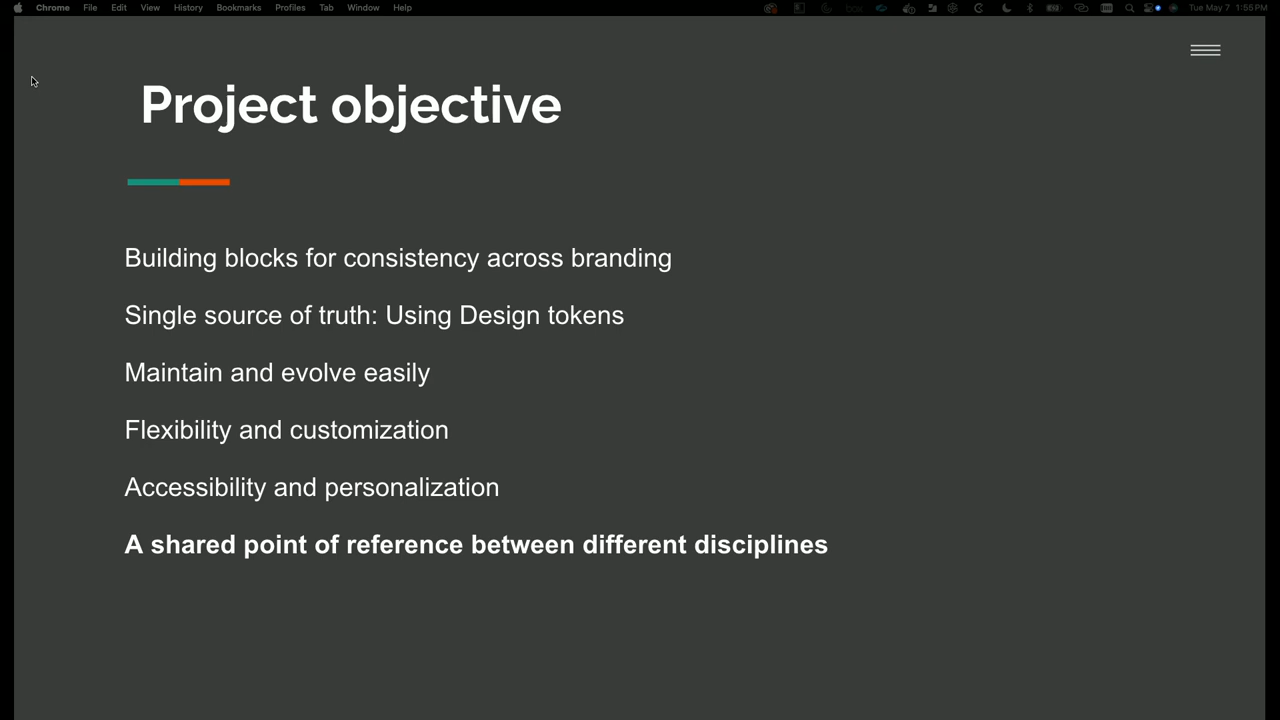 Chrome File Edit View History Bookmarks Profiles Tab Window Help Tue May 7 1:55 PM
Project objective
Building blocks for consistency across branding
Single source of truth: Using Design tokens
Maintain and evolve easily
Flexibility and customization
Accessibility and personalization
A shared point of reference between different disciplines